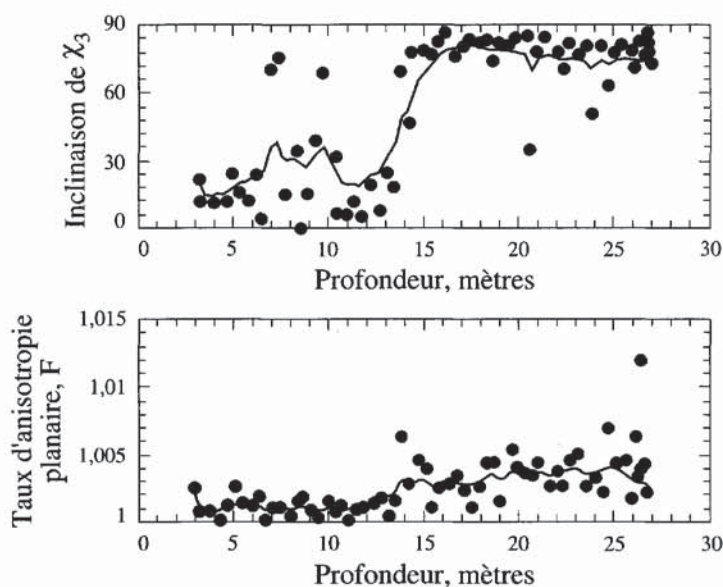 90
60
30
0
Inclinaison de χ3
0 5 10 15 20 25 30
Profondeur, mètres
1,015
1,01
1,005
1
Taux d'anisotropie
planaire, F
0 5 10 15 20 25 30
Profondeur, mètres